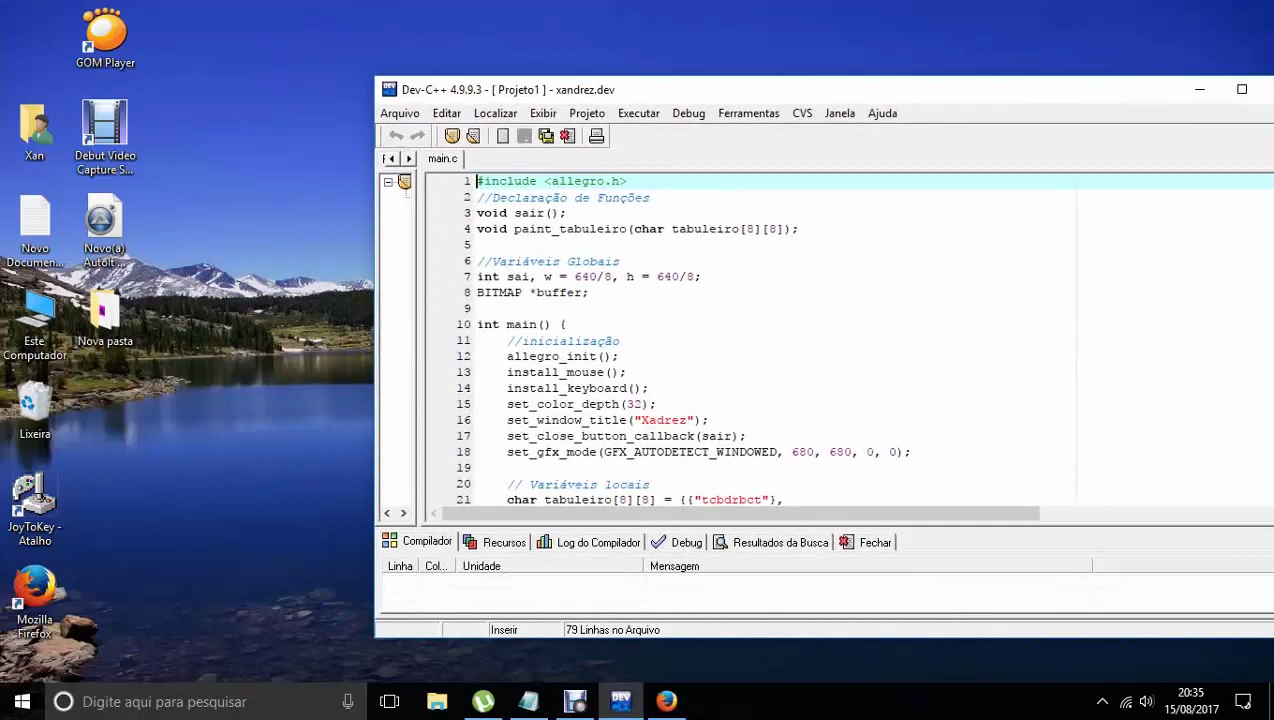 GOM Player
Xan
Debut Video
Capture S...
Novo
Documen...
Novo(a)
AutoIt ...
Este
Computador
Nova pasta
Lixeira
JoyToKey -
Atalho
Mozilla
Firefox
Dev-C++ 4.9.9.3 - [ Projeto1 ] - xandrez.dev
Arquivo Editar Localizar Exibir Projeto Executar Debug Ferramentas CVS Janela Ajuda
main.c
1 #include <allegro.h>
2 //Declaração de Funções
3 void sair();
4 void paint_tabuleiro(char tabuleiro[8][8]);
5
6 //Variáveis Globais
7 int sai, w = 640/8, h = 640/8;
8 BITMAP *buffer;
9
10 int main() {
11 //inicialização
12 allegro_init();
13 install_mouse();
14 install_keyboard();
15 set_color_depth(32);
16 set_window_title("Xadrez");
17 set_close_button_callback(sair);
18 set_gfx_mode(GFX_AUTODETECT_WINDOWED, 680, 680, 0, 0);
19
20 // Variáveis locais
21 char tabuleiro[8][8] = {{"tcbdrbct"},
Compilador Recursos Log do Compilador Debug Resultados da Busca Fechar
Linha Col... Unidade Mensagem
Inserir 79 Linhas no Arquivo
Digite aqui para pesquisar
20:35
15/08/2017